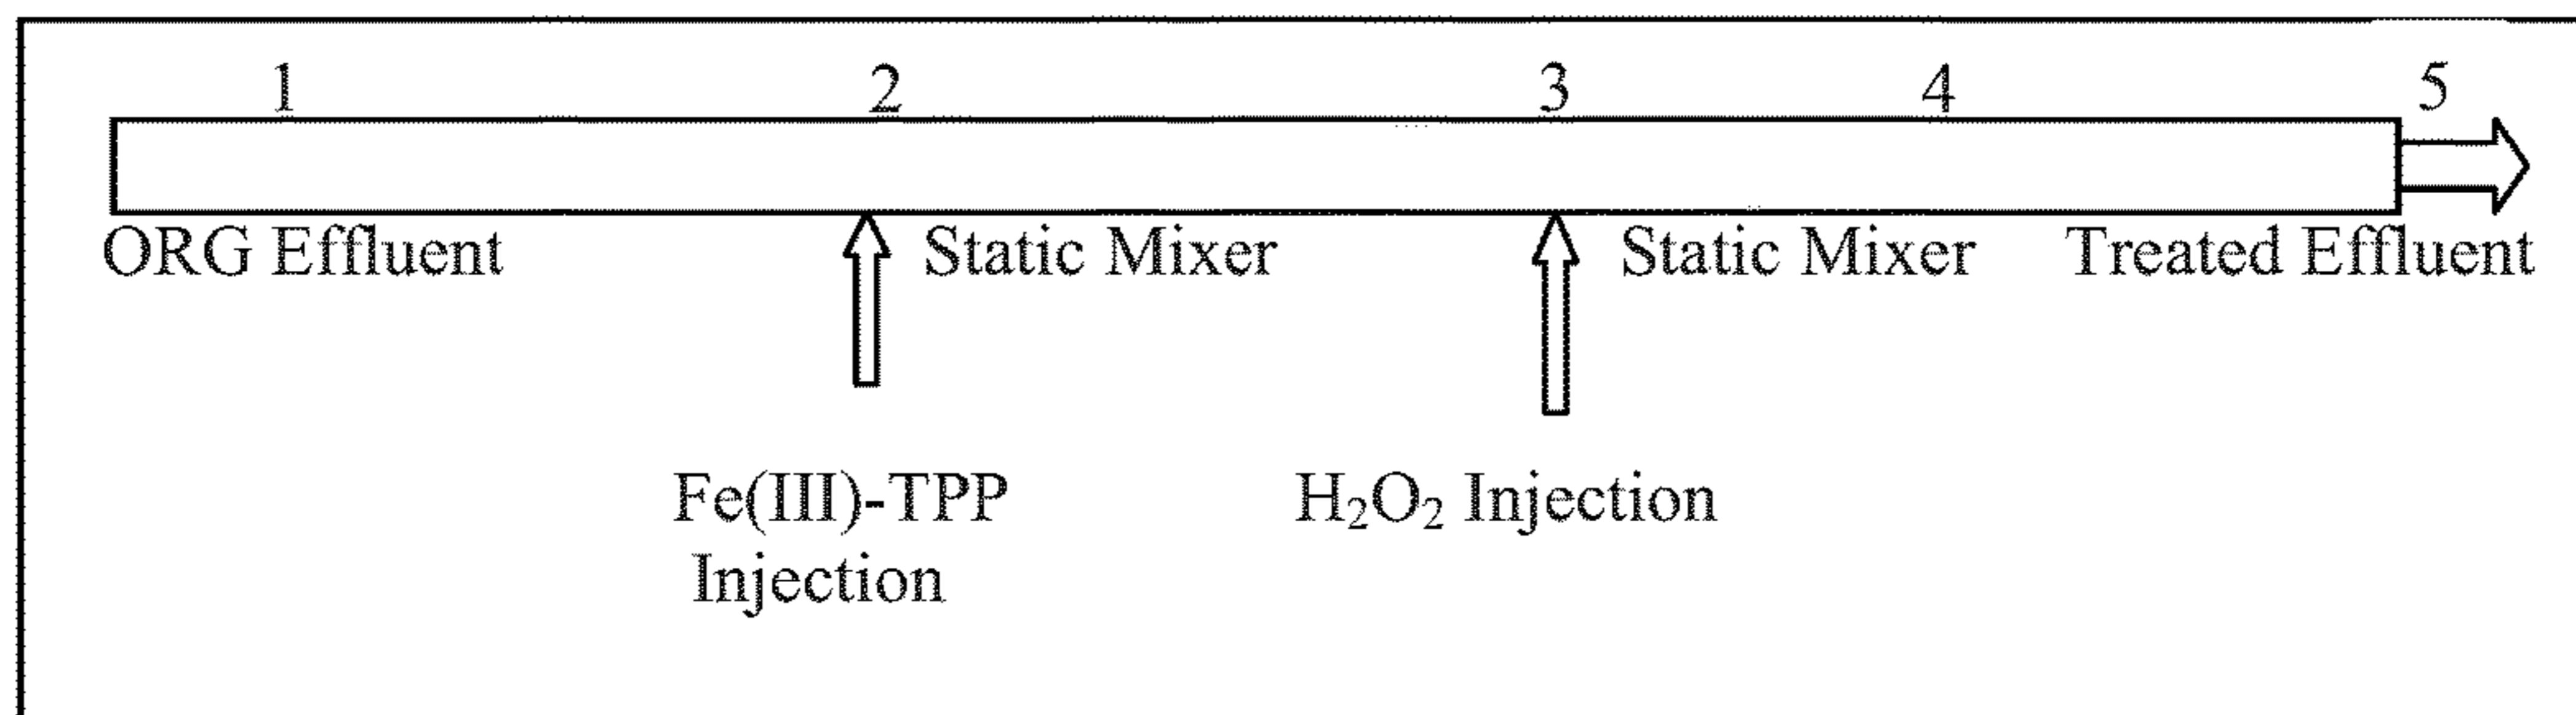 1 2 3 4 5
ORG Effluent Static Mixer Static Mixer Treated Effluent
Fe(III)-TPP H₂O₂ Injection
Injection